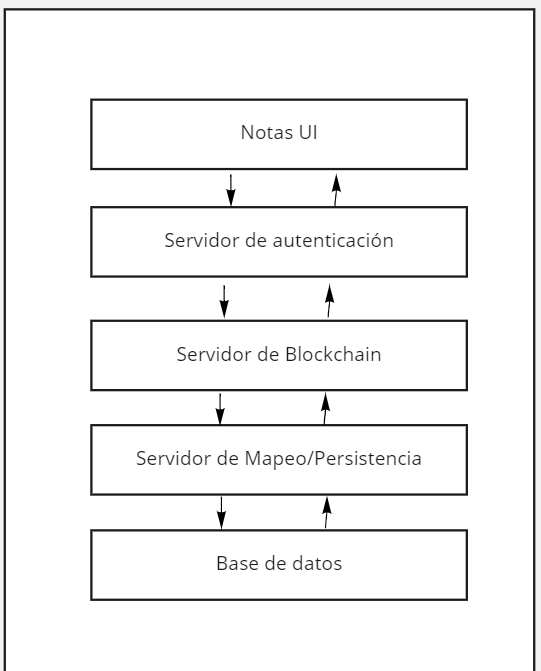 Notas UI
Servidor de autenticación
Servidor de Blockchain
Servidor de Mapeo/Persistencia
Base de datos